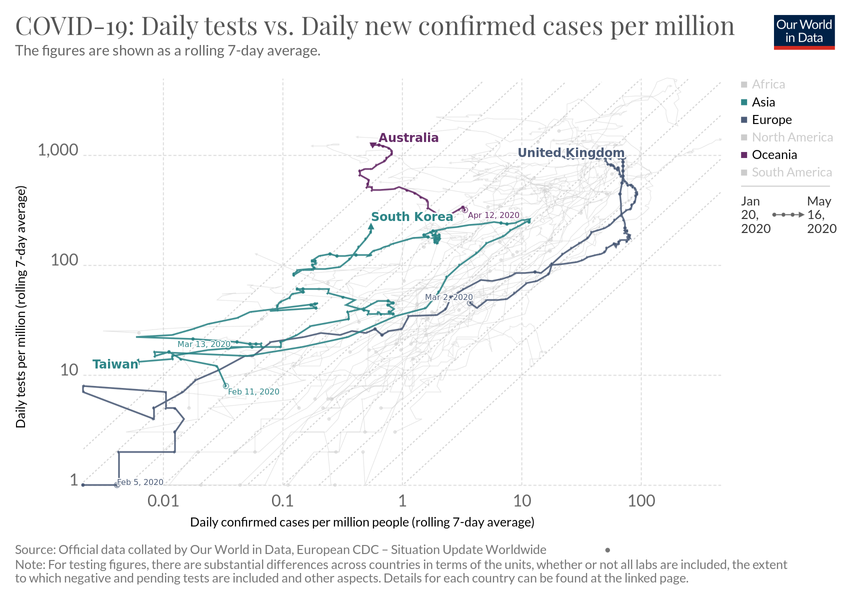 COVID-19: Daily tests vs. Daily new confirmed cases per million
The figures are shown as a rolling 7-day average.
Our World
in Data
Africa
Asia
Europe
North America
Oceania
South America
Jan
20,
2020
May
16,
2020
Daily tests per million (rolling 7-day average)
1,000
100
10
1
Australia
United Kingdom
Apr 12, 2020
South Korea
Mar 2, 2020
Mar 13, 2020
Taiwan
Feb 11, 2020
Feb 5, 2020
0.01
0.1
1
10
100
Daily confirmed cases per million people (rolling 7-day average)
Source: Official data collated by Our World in Data, European CDC – Situation Update Worldwide
Note: For testing figures, there are substantial differences across countries in terms of the units, whether or not all labs are included, the extent
to which negative and pending tests are included and other aspects. Details for each country can be found at the linked page.